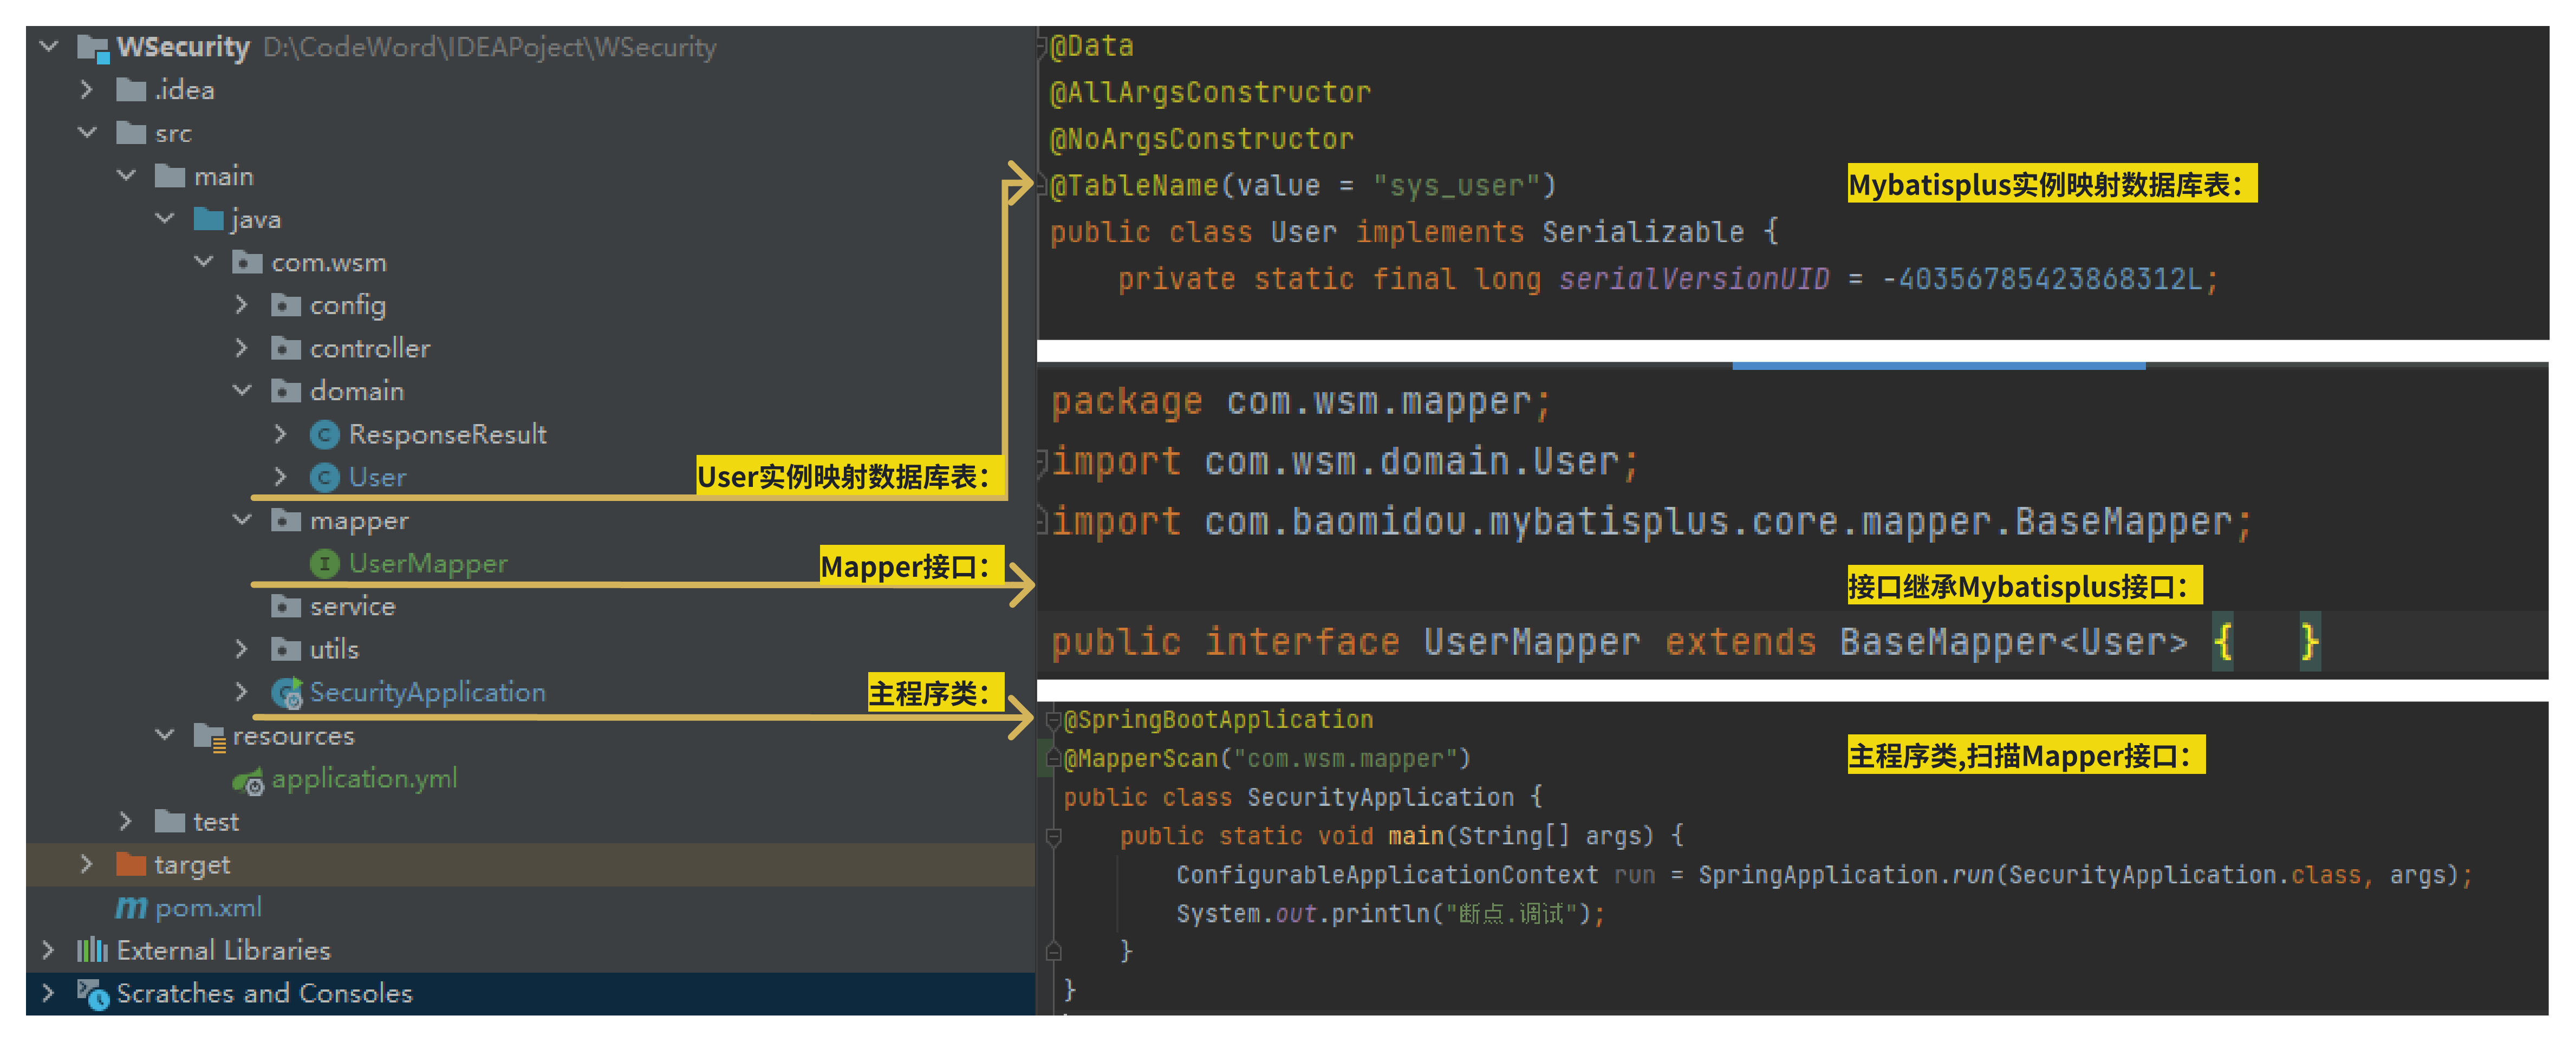 WSecurity D:\CodeWord\IDEAPoject\WSecurity
.idea
src
main
java
com.wsm
config
controller
domain
ResponseResult
User
User实例映射数据库表：
mapper
UserMapper
Mapper接口：
service
utils
SecurityApplication
主程序类：
resources
application.yml
test
target
pom.xml
External Libraries
Scratches and Consoles
@Data
@AllArgsConstructor
@NoArgsConstructor
@TableName(value = "sys_user")
Mybatisplus实例映射数据库表：
public class User implements Serializable {
private static final long serialVersionUID = -40356785423868312L;
package com.wsm.mapper;
import com.wsm.domain.User;
import com.baomidou.mybatisplus.core.mapper.BaseMapper;
接口继承Mybatisplus接口：
public interface UserMapper extends BaseMapper<User> { }
@SpringBootApplication
@MapperScan("com.wsm.mapper")
主程序类,扫描Mapper接口：
public class SecurityApplication {
public static void main(String[] args) {
ConfigurableApplicationContext run = SpringApplication.run(SecurityApplication.class, args);
System.out.println("断点.调试");
}
}